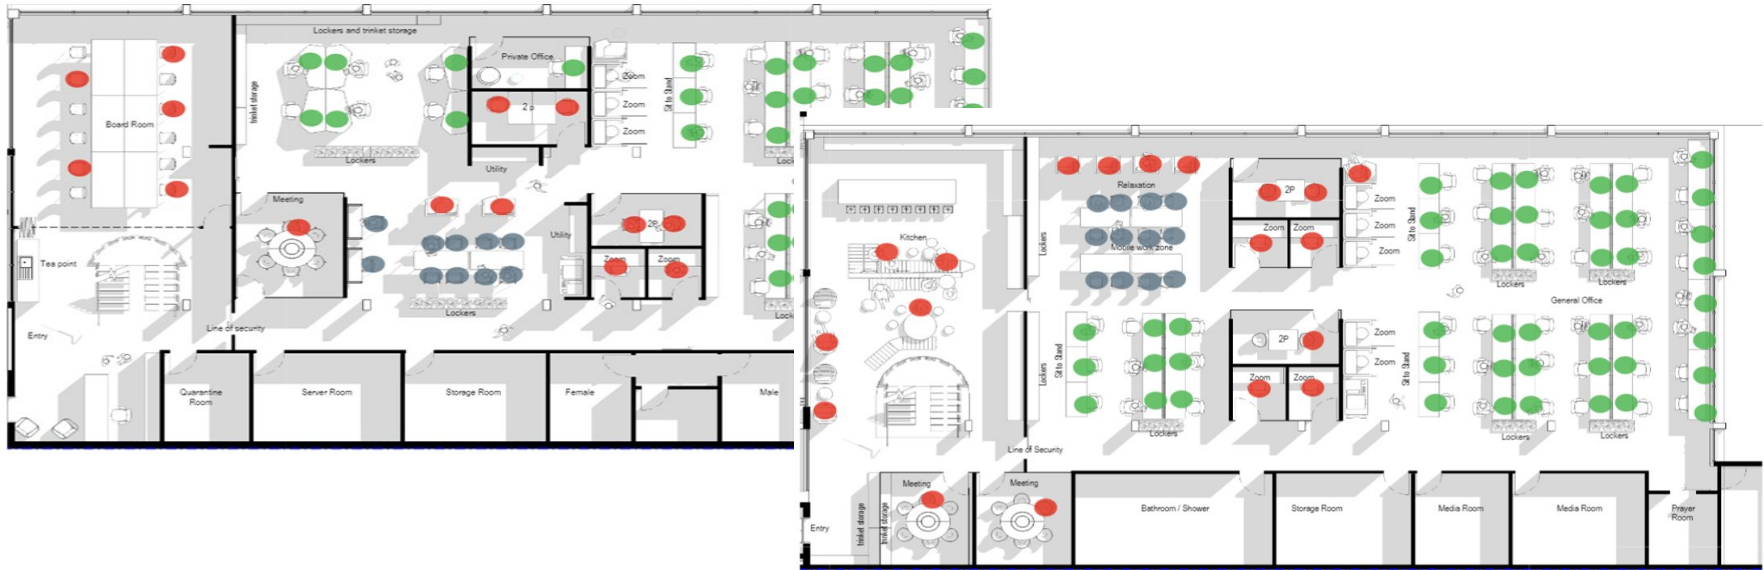 Lockers and trinket storage
Private Office
Zoom
Zoom
Zoom
Sit to Stand
trinket storage
2 p
Board Room
Lockers
Utility
Lock
Meeting
2P
Utility
Zoom
Zoom
Tea point
Lockers
Lock
Entry
Line of security
Quarantine
Room
Server Room
Storage Room
Female
Male
Relaxation
2P
Zoom
Zoom
Zoom
Sit to Stand
Zoom
Zoom
Kitchen
Lockers
Mobile work zone
Lockers
Lockers
General Office
Lockers
Sit to Stand
2P
Zoom
Zoom
Sit to Stand
Zoom
Zoom
Lockers
Lockers
Lockers
Line of Security
Meeting
Meeting
Entry
trinket storage
trinket storage
Bathroom / Shower
Storage Room
Media Room
Media Room
Prayer
Room